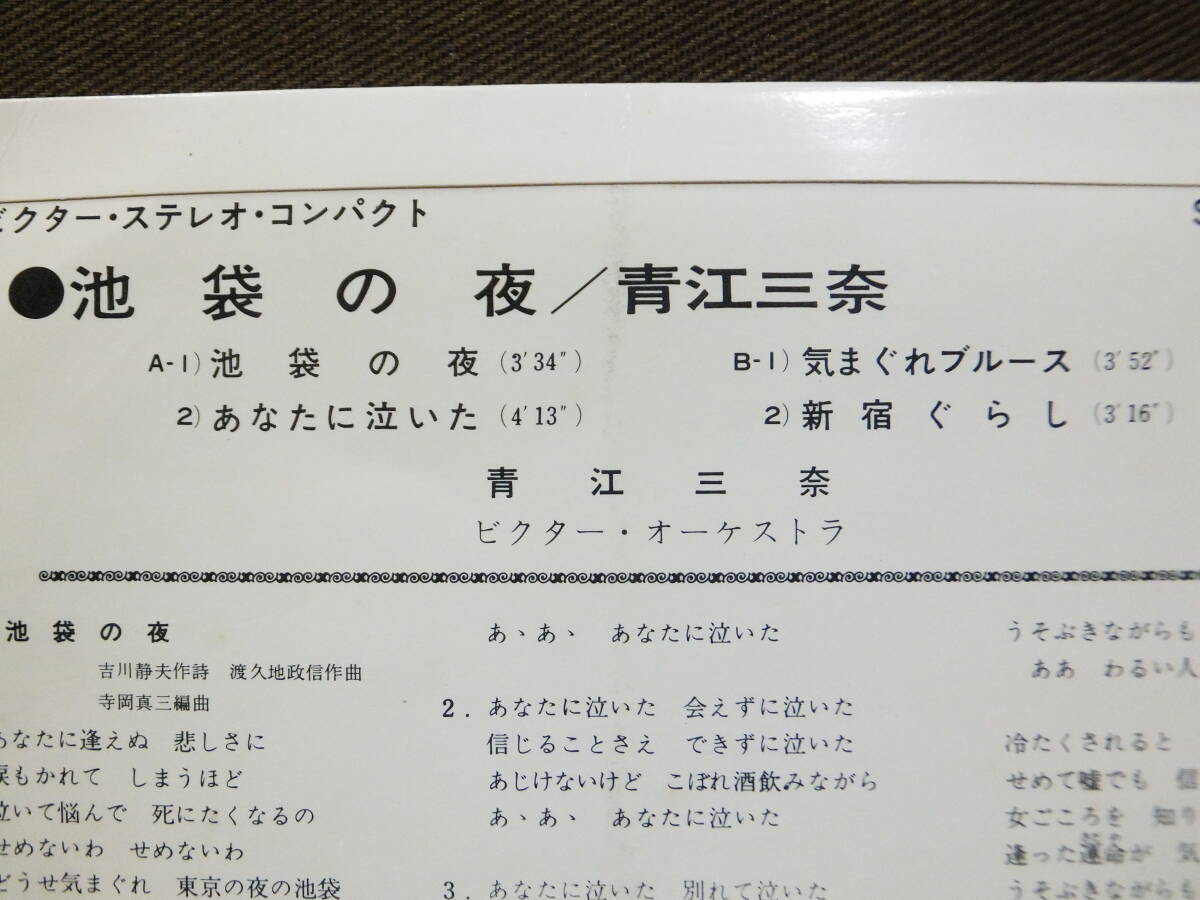 ビクター・ステレオ・コンパクト
●池袋の夜／青江三奈
A-1) 池袋の夜 (3'34")
2) あなたに泣いた (4'13")
B-1) 気まぐれブルース (3'52")
2) 新宿ぐらし (3'16")
青江三奈
ビクター・オーケストラ
池袋の夜
吉川静夫作詩 渡久地政信作曲
寺岡真三編曲
あなたに逢えぬ 悲しさに
涙もかれて しまうほど
泣いて悩んで 死にたくなるの
せめないわ せめないわ
どうせ気まぐれ 東京の夜の池袋
あゝあゝ あなたに泣いた
2. あなたに泣いた 会えずに泣いた
信じることさえ できずに泣いた
あじけないけど こぼれ酒飲みながら
あゝあゝ あなたに泣いた
3. あなたに泣いた 別れて泣いた
うそぶきながらも
ああ わるい人
冷たくされると
せめて嘘でも 信
女ごころを 知り
逢った運命が 気
うそぶきながらも